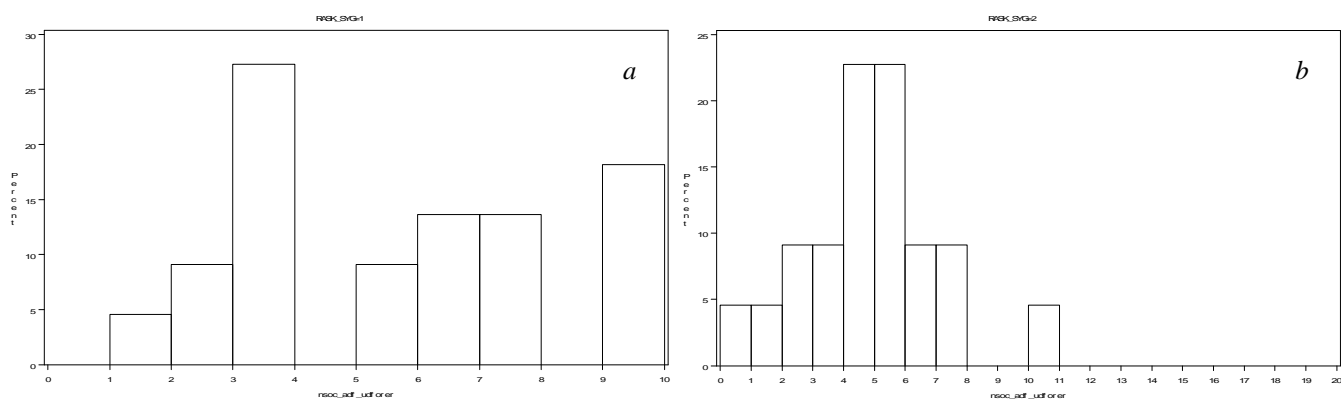 RASK_SYG=1
30
25
20
15
10
5
0
Percent
a
0 1 2 3 4 5 6 7 8 9 10
nsoc_adf_udforer
RASK_SYG=2
25
20
15
10
5
0
Percent
b
0 1 2 3 4 5 6 7 8 9 10 11 12 13 14 15 16 17 18 19 20
nsoc_adf_udforer